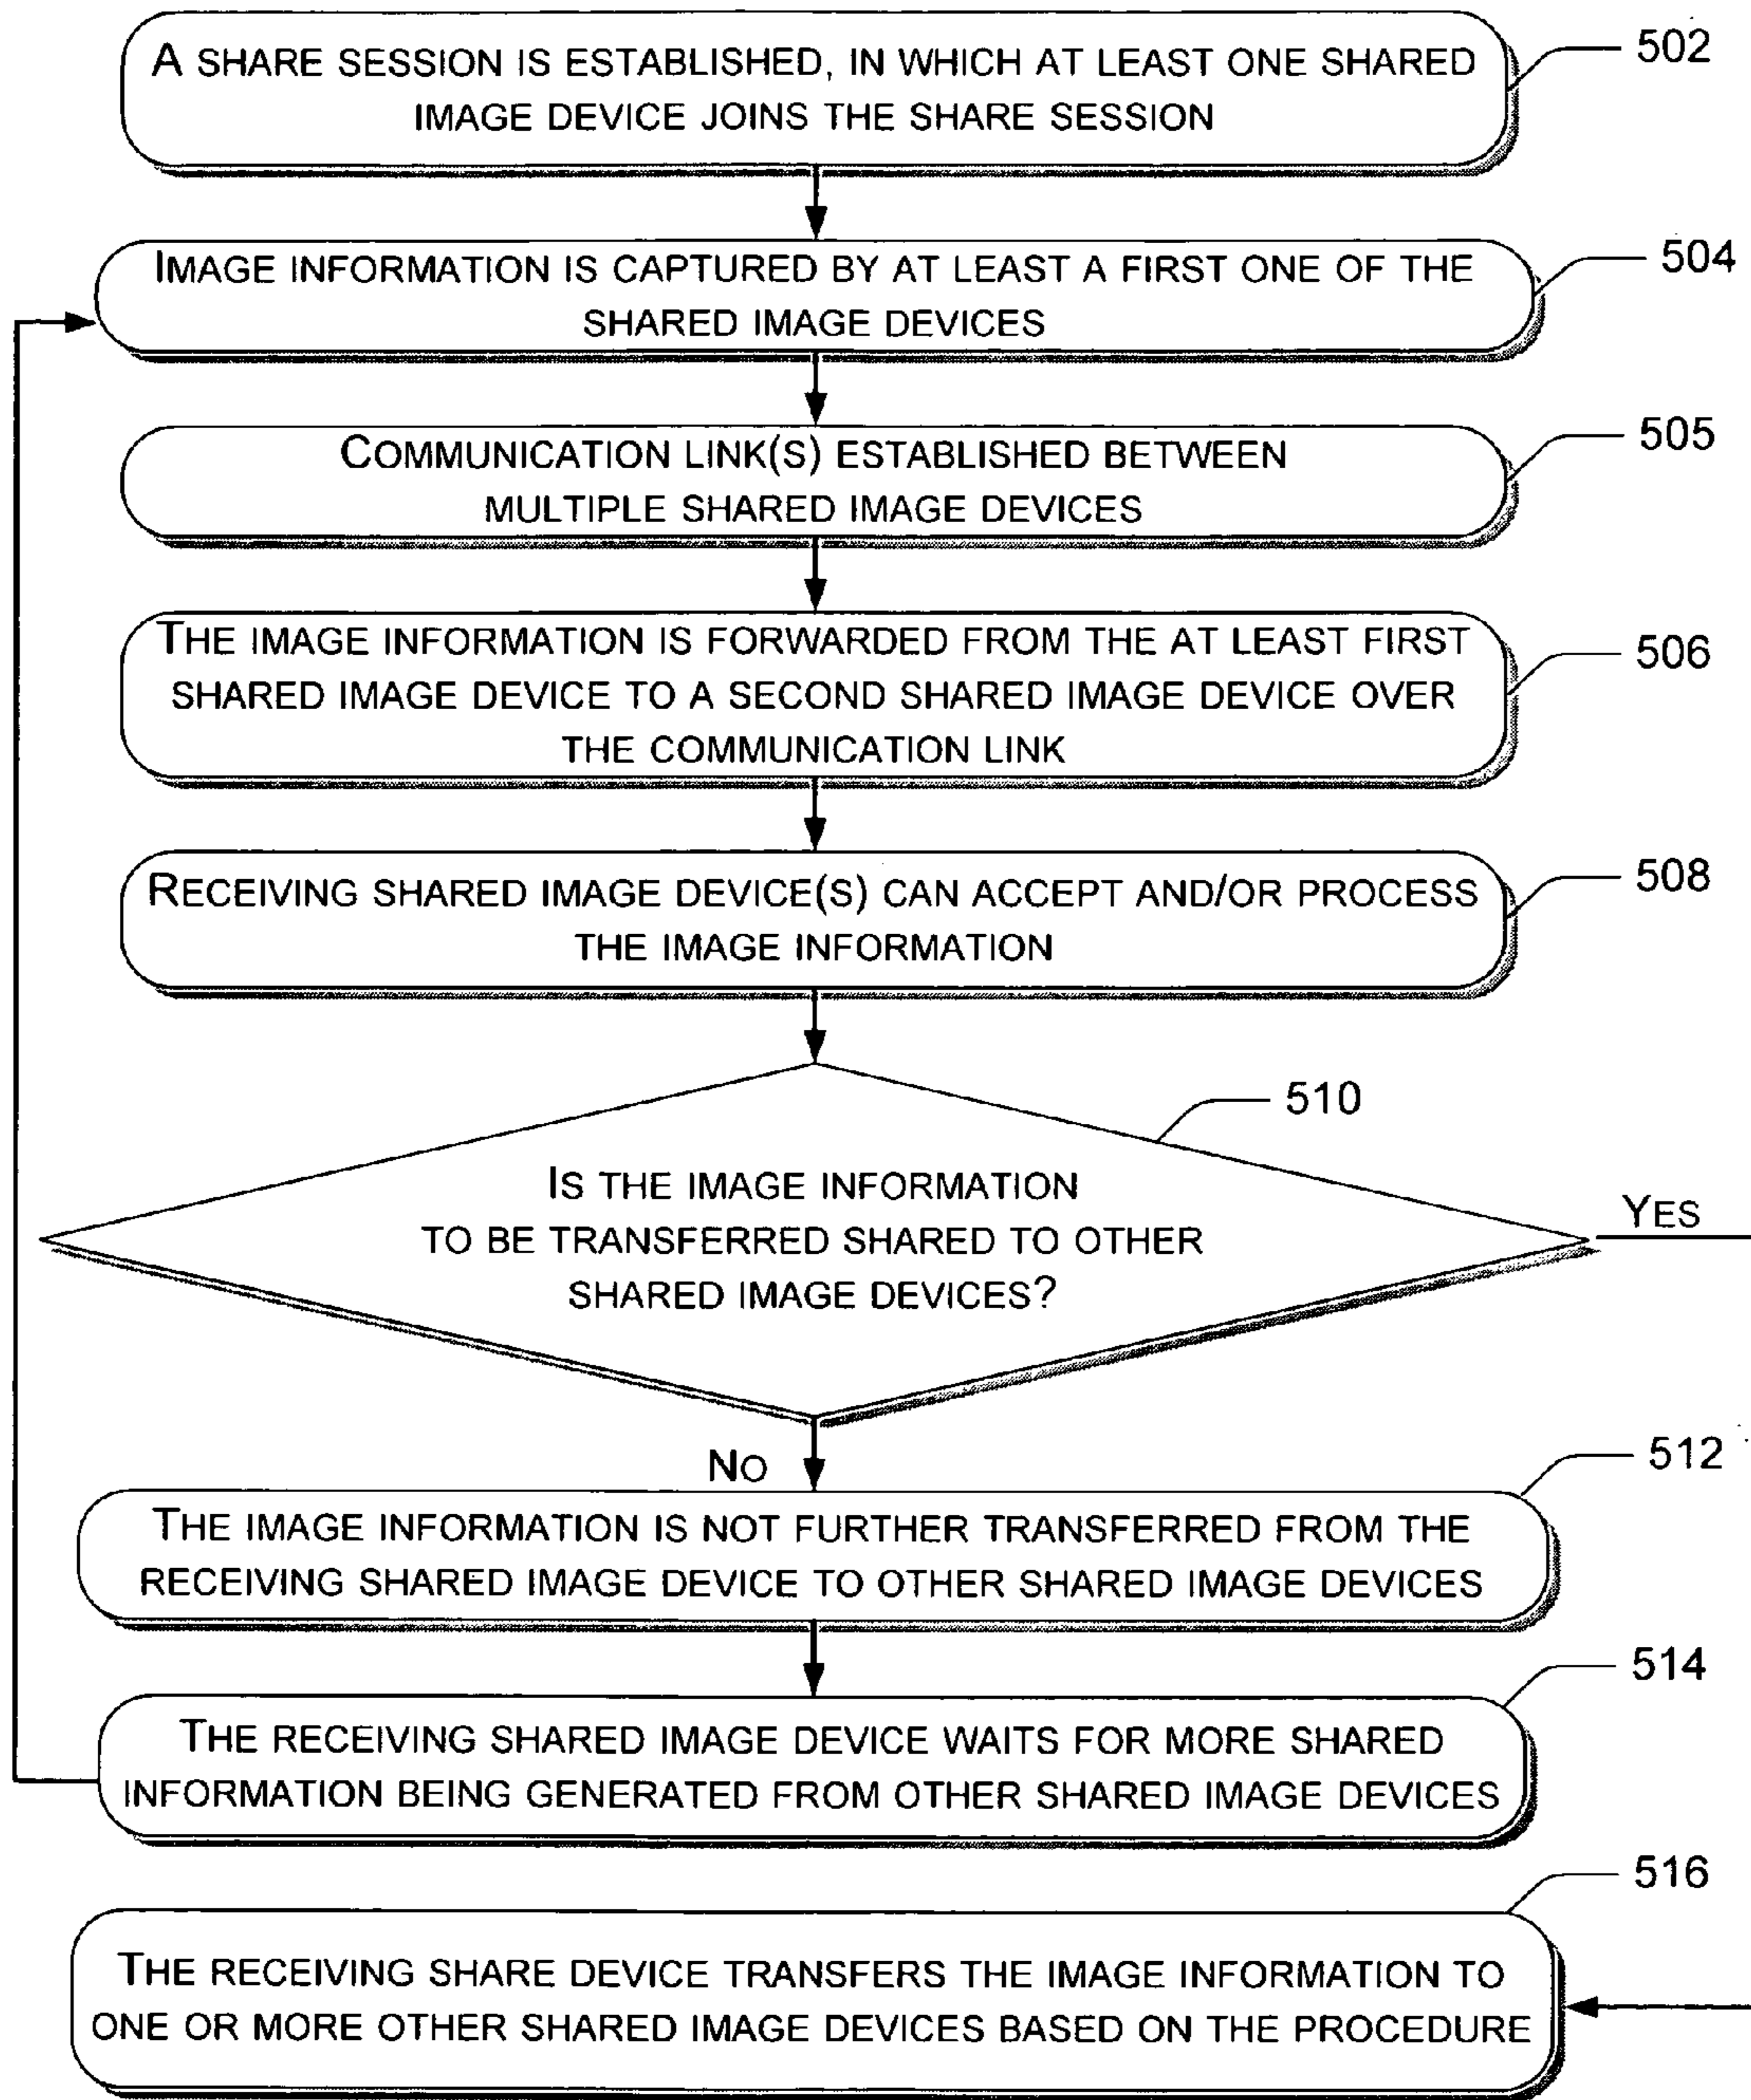 A SHARE SESSION IS ESTABLISHED, IN WHICH AT LEAST ONE SHARED
IMAGE DEVICE JOINS THE SHARE SESSION
502
IMAGE INFORMATION IS CAPTURED BY AT LEAST A FIRST ONE OF THE
SHARED IMAGE DEVICES
504
COMMUNICATION LINK(S) ESTABLISHED BETWEEN
MULTIPLE SHARED IMAGE DEVICES
505
THE IMAGE INFORMATION IS FORWARDED FROM THE AT LEAST FIRST
SHARED IMAGE DEVICE TO A SECOND SHARED IMAGE DEVICE OVER
THE COMMUNICATION LINK
506
RECEIVING SHARED IMAGE DEVICE(S) CAN ACCEPT AND/OR PROCESS
THE IMAGE INFORMATION
508
510
IS THE IMAGE INFORMATION
TO BE TRANSFERRED SHARED TO OTHER
SHARED IMAGE DEVICES?
YES
NO
512
THE IMAGE INFORMATION IS NOT FURTHER TRANSFERRED FROM THE
RECEIVING SHARED IMAGE DEVICE TO OTHER SHARED IMAGE DEVICES
514
THE RECEIVING SHARED IMAGE DEVICE WAITS FOR MORE SHARED
INFORMATION BEING GENERATED FROM OTHER SHARED IMAGE DEVICES
516
THE RECEIVING SHARE DEVICE TRANSFERS THE IMAGE INFORMATION TO
ONE OR MORE OTHER SHARED IMAGE DEVICES BASED ON THE PROCEDURE